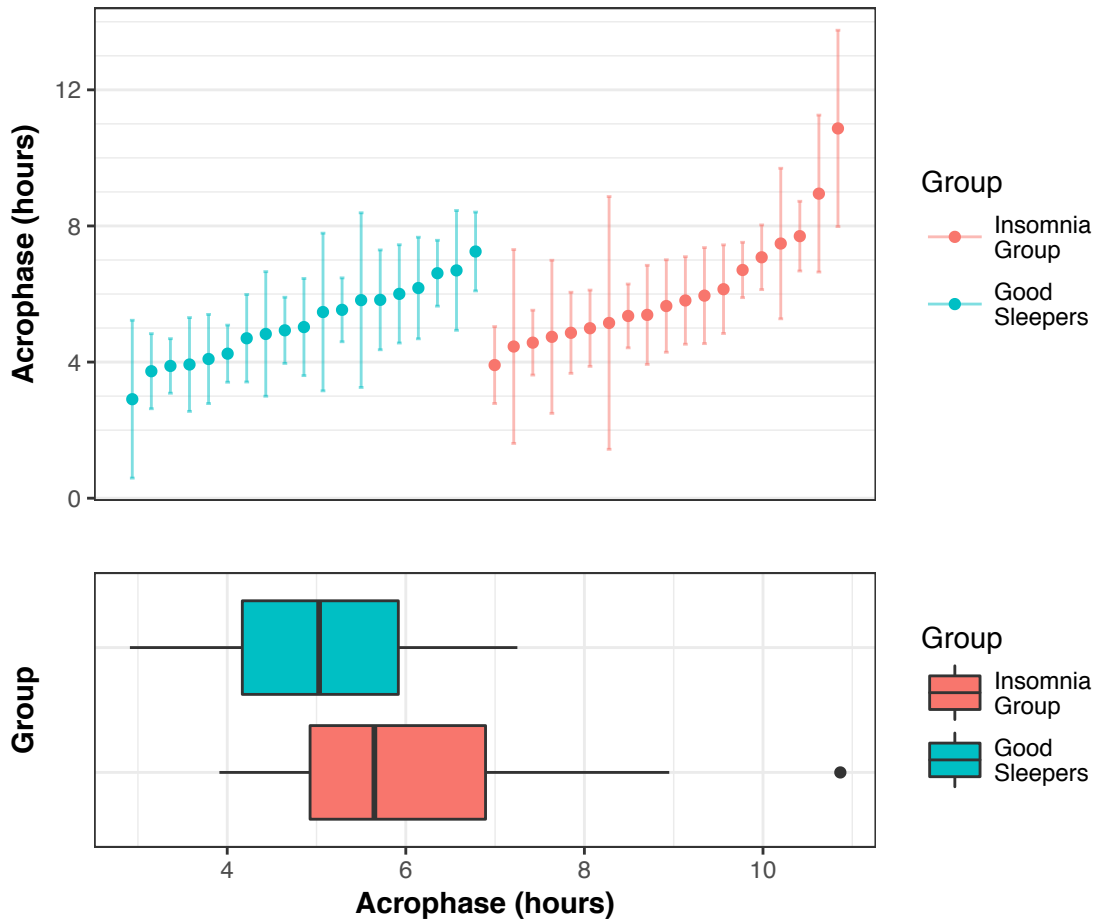 Acrophase (hours)
12
8
4
0
Group
Insomnia
Group
Good
Sleepers
Group
4
6
8
10
Acrophase (hours)
Group
Insomnia
Group
Good
Sleepers